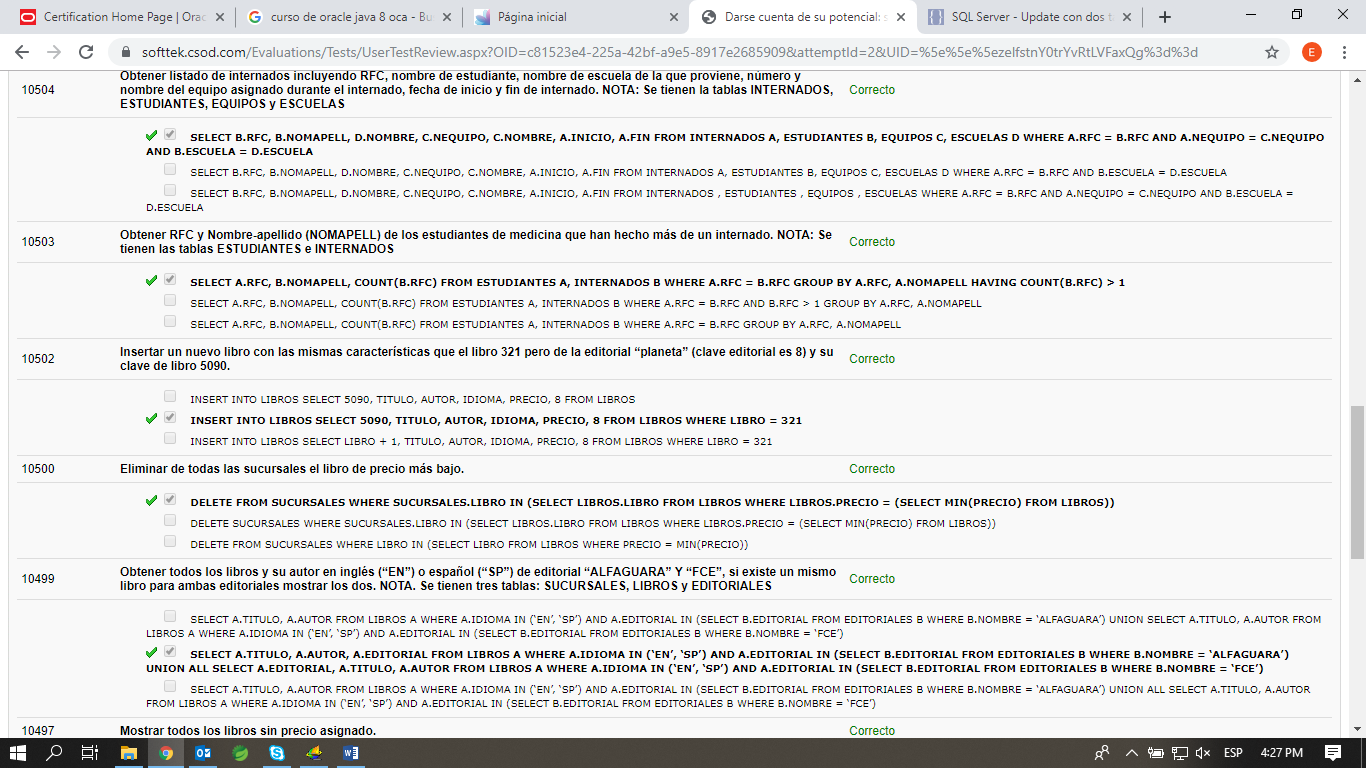 Certification Home Page | Orac
curso de oracle java 8 oca - Bu
Página inicial
Darse cuenta de su potencial: s
SQL Server - Update con dos t
softtek.csod.com/Evaluations/Tests/UserTestReview.aspx?OID=c81523e4-225a-42bf-a9e5-8917e2685909&attemptId=2&UID=%5e%5e%5ezelfstnY0trYvRtLVFaxQg%3d%3d
E
10504
Obtener listado de internados incluyendo RFC, nombre de estudiante, nombre de escuela de la que proviene, número y
nombre del equipo asignado durante el internado, fecha de inicio y fin de internado. NOTA: Se tienen la tablas INTERNADOS,
ESTUDIANTES, EQUIPOS y ESCUELAS
Correcto
SELECT B.RFC, B.NOMAPELL, D.NOMBRE, C.NEQUIPO, C.NOMBRE, A.INICIO, A.FIN FROM INTERNADOS A, ESTUDIANTES B, EQUIPOS C, ESCUELAS D WHERE A.RFC = B.RFC AND A.NEQUIPO = C.NEQUIPO
AND B.ESCUELA = D.ESCUELA
SELECT B.RFC, B.NOMAPELL, D.NOMBRE, C.NEQUIPO, C.NOMBRE, A.INICIO, A.FIN FROM INTERNADOS A, ESTUDIANTES B, EQUIPOS C, ESCUELAS D WHERE A.RFC = B.RFC AND B.ESCUELA = D.ESCUELA
SELECT B.RFC, B.NOMAPELL, D.NOMBRE, C.NEQUIPO, C.NOMBRE, A.INICIO, A.FIN FROM INTERNADOS , ESTUDIANTES , EQUIPOS , ESCUELAS WHERE A.RFC = B.RFC AND A.NEQUIPO = C.NEQUIPO AND B.ESCUELA =
D.ESCUELA
10503
Obtener RFC y Nombre-apellido (NOMAPELL) de los estudiantes de medicina que han hecho más de un internado. NOTA: Se
tienen las tablas ESTUDIANTES e INTERNADOS
Correcto
SELECT A.RFC, B.NOMAPELL, COUNT(B.RFC) FROM ESTUDIANTES A, INTERNADOS B WHERE A.RFC = B.RFC GROUP BY A.RFC, A.NOMAPELL HAVING COUNT(B.RFC) > 1
SELECT A.RFC, B.NOMAPELL, COUNT(B.RFC) FROM ESTUDIANTES A, INTERNADOS B WHERE A.RFC = B.RFC AND B.RFC > 1 GROUP BY A.RFC, A.NOMAPELL
SELECT A.RFC, B.NOMAPELL, COUNT(B.RFC) FROM ESTUDIANTES A, INTERNADOS B WHERE A.RFC = B.RFC GROUP BY A.RFC, A.NOMAPELL
10502
Insertar un nuevo libro con las mismas características que el libro 321 pero de la editorial “planeta” (clave editorial es 8) y su
clave de libro 5090.
Correcto
INSERT INTO LIBROS SELECT 5090, TITULO, AUTOR, IDIOMA, PRECIO, 8 FROM LIBROS
INSERT INTO LIBROS SELECT 5090, TITULO, AUTOR, IDIOMA, PRECIO, 8 FROM LIBROS WHERE LIBRO = 321
INSERT INTO LIBROS SELECT LIBRO + 1, TITULO, AUTOR, IDIOMA, PRECIO, 8 FROM LIBROS WHERE LIBRO = 321
10500
Eliminar de todas las sucursales el libro de precio más bajo.
Correcto
DELETE FROM SUCURSALES WHERE SUCURSALES.LIBRO IN (SELECT LIBROS.LIBRO FROM LIBROS WHERE LIBROS.PRECIO = (SELECT MIN(PRECIO) FROM LIBROS))
DELETE SUCURSALES WHERE SUCURSALES.LIBRO IN (SELECT LIBROS.LIBRO FROM LIBROS WHERE LIBROS.PRECIO = (SELECT MIN(PRECIO) FROM LIBROS))
DELETE FROM SUCURSALES WHERE LIBRO IN (SELECT LIBRO FROM LIBROS WHERE PRECIO = MIN(PRECIO))
10499
Obtener todos los libros y su autor en inglés (“EN”) o español (“SP”) de editorial “ALFAGUARA” Y “FCE”, si existe un mismo
libro para ambas editoriales mostrar los dos. NOTA. Se tienen tres tablas: SUCURSALES, LIBROS y EDITORIALES
Correcto
SELECT A.TITULO, A.AUTOR FROM LIBROS A WHERE A.IDIOMA IN (‘EN’, ‘SP’) AND A.EDITORIAL IN (SELECT B.EDITORIAL FROM EDITORIALES B WHERE B.NOMBRE = ‘ALFAGUARA’) UNION SELECT A.TITULO, A.AUTOR FROM
LIBROS A WHERE A.IDIOMA IN (‘EN’, ‘SP’) AND A.EDITORIAL IN (SELECT B.EDITORIAL FROM EDITORIALES B WHERE B.NOMBRE = ‘FCE’)
SELECT A.TITULO, A.AUTOR, A.EDITORIAL FROM LIBROS A WHERE A.IDIOMA IN (‘EN’, ‘SP’) AND A.EDITORIAL IN (SELECT B.EDITORIAL FROM EDITORIALES B WHERE B.NOMBRE = ‘ALFAGUARA’)
UNION ALL SELECT A.EDITORIAL, A.TITULO, A.AUTOR FROM LIBROS A WHERE A.IDIOMA IN (‘EN’, ‘SP’) AND A.EDITORIAL IN (SELECT B.EDITORIAL FROM EDITORIALES B WHERE B.NOMBRE = ‘FCE’)
SELECT A.TITULO, A.AUTOR FROM LIBROS A WHERE A.IDIOMA IN (‘EN’, ‘SP’) AND A.EDITORIAL IN (SELECT B.EDITORIAL FROM EDITORIALES B WHERE B.NOMBRE = ‘ALFAGUARA’) UNION ALL SELECT A.TITULO, A.AUTOR
FROM LIBROS A WHERE A.IDIOMA IN (‘EN’, ‘SP’) AND A.EDITORIAL IN (SELECT B.EDITORIAL FROM EDITORIALES B WHERE B.NOMBRE = ‘FCE’)
10497
Mostrar todos los libros sin precio asignado.
Correcto
ESP
4:27 PM